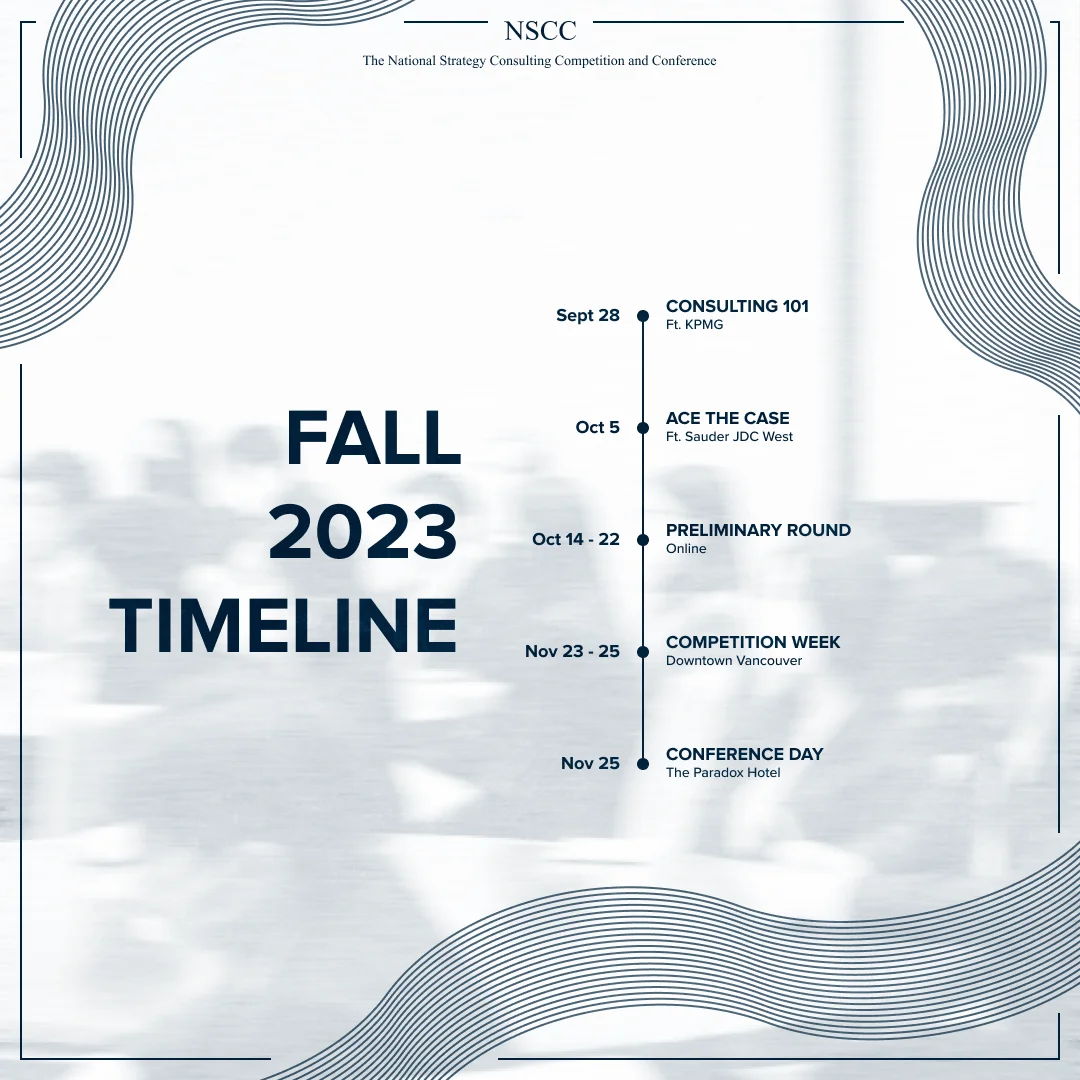 NSCC
The National Strategy Consulting Competition and Conference
FALL
2023
TIMELINE
Sept 28
CONSULTING 101
Ft. KPMG
Oct 5
ACE THE CASE
Ft. Sauder JDC West
Oct 14 - 22
PRELIMINARY ROUND
Online
Nov 23 - 25
COMPETITION WEEK
Downtown Vancouver
Nov 25
CONFERENCE DAY
The Paradox Hotel